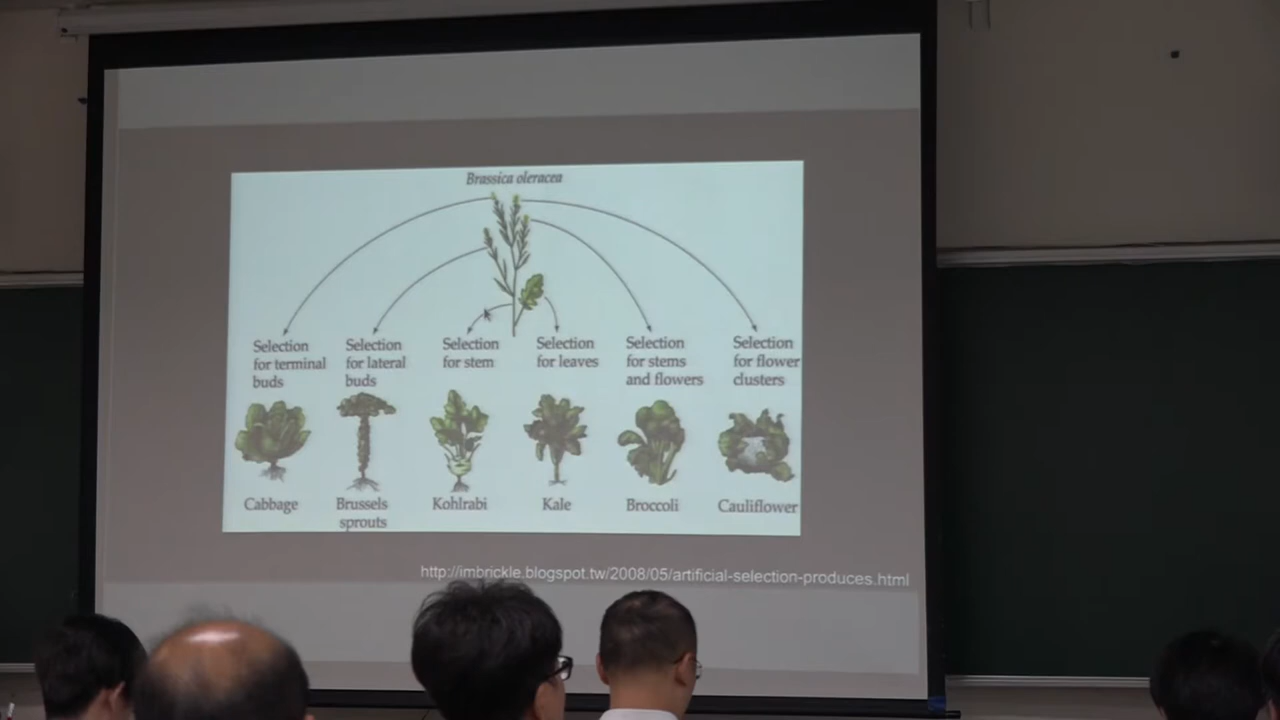 Brassica oleracea
Selection
for terminal
buds
Selection
for lateral
buds
Selection
for stem
Selection
for leaves
Selection
for stems
and flowers
Selection
for flower
clusters
Cabbage
Brussels
sprouts
Kohlrabi
Kale
Broccoli
Cauliflower
http://imbrickle.blogspot.tw/2008/05/artificial-selection-produces.html